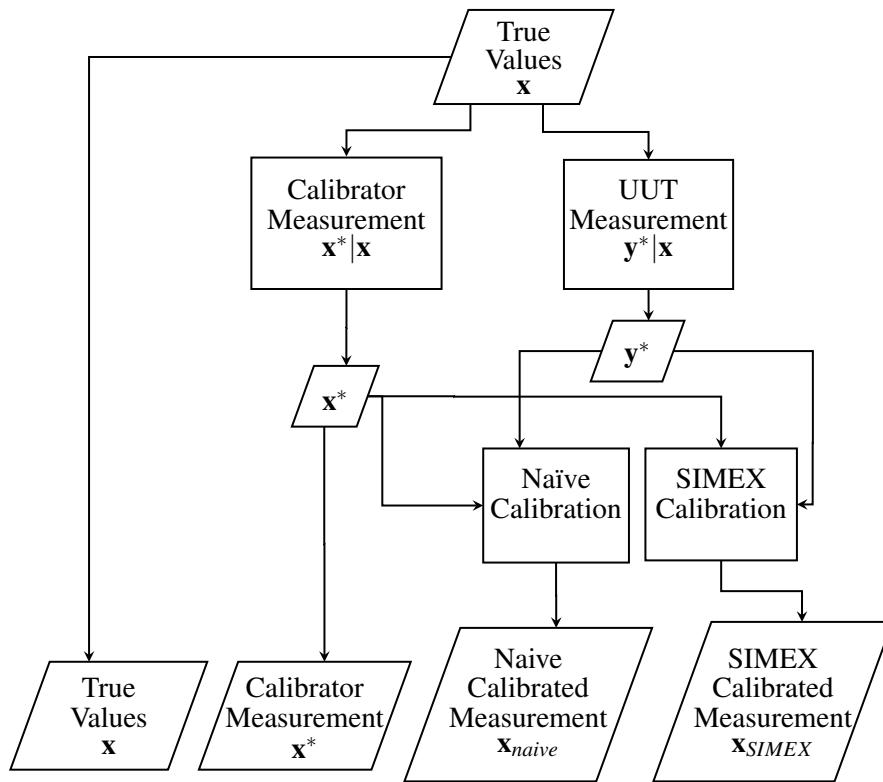 True
Values
x
Calibrator
Measurement
x*|x
UUT
Measurement
y*|x
y*
x*
Naïve
Calibration
SIMEX
Calibration
True
Values
x
Calibrator
Measurement
x*
Naive
Calibrated
Measurement
x_naive
SIMEX
Calibrated
Measurement
x_SIMEX